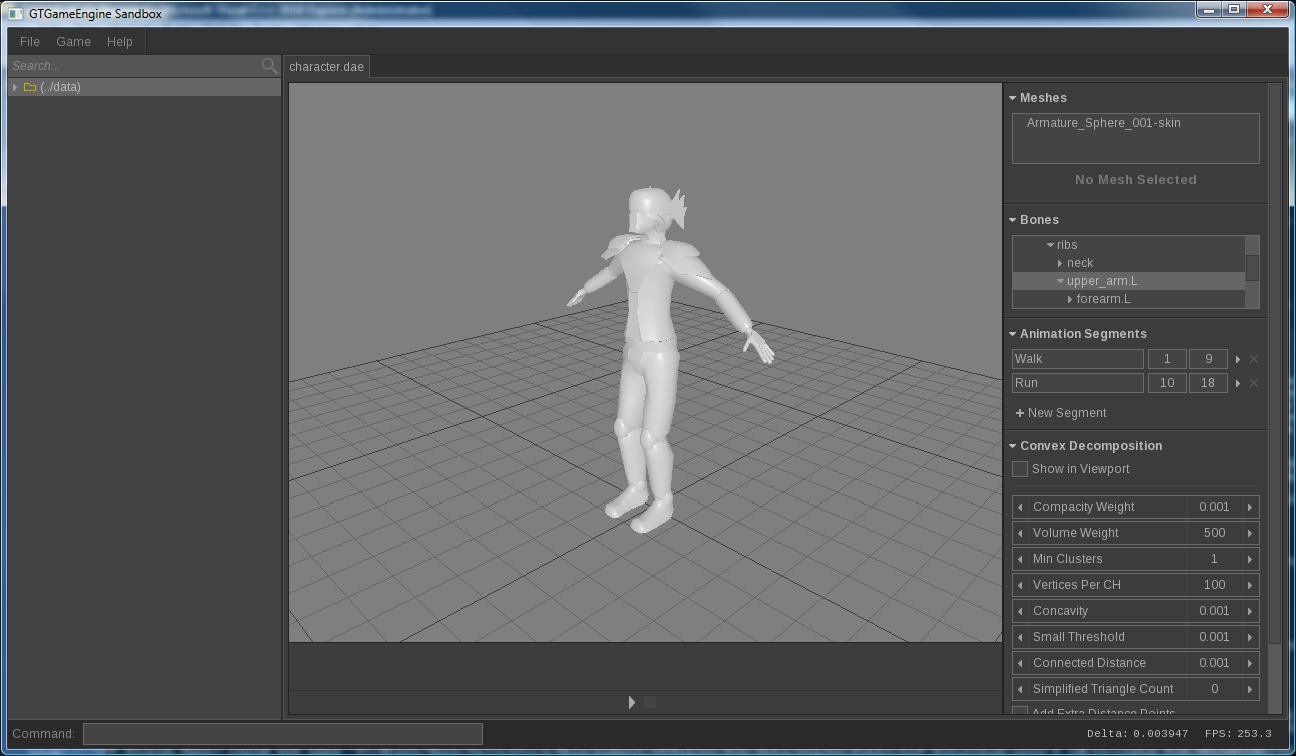 GTGameEngine Sandbox
File Game Help
Search...
(../data)
character.dae
Meshes
Armature_Sphere_001-skin
No Mesh Selected
Bones
ribs
neck
upper_arm.L
forearm.L
Animation Segments
Walk 1 9
Run 10 18
+ New Segment
Convex Decomposition
Show in Viewport
Compacity Weight 0.001
Volume Weight 500
Min Clusters 1
Vertices Per CH 100
Concavity 0.001
Small Threshold 0.001
Connected Distance 0.001
Simplified Triangle Count 0
Add Extra Distance Points
Command:
Delta: 0.003947 FPS: 253.3